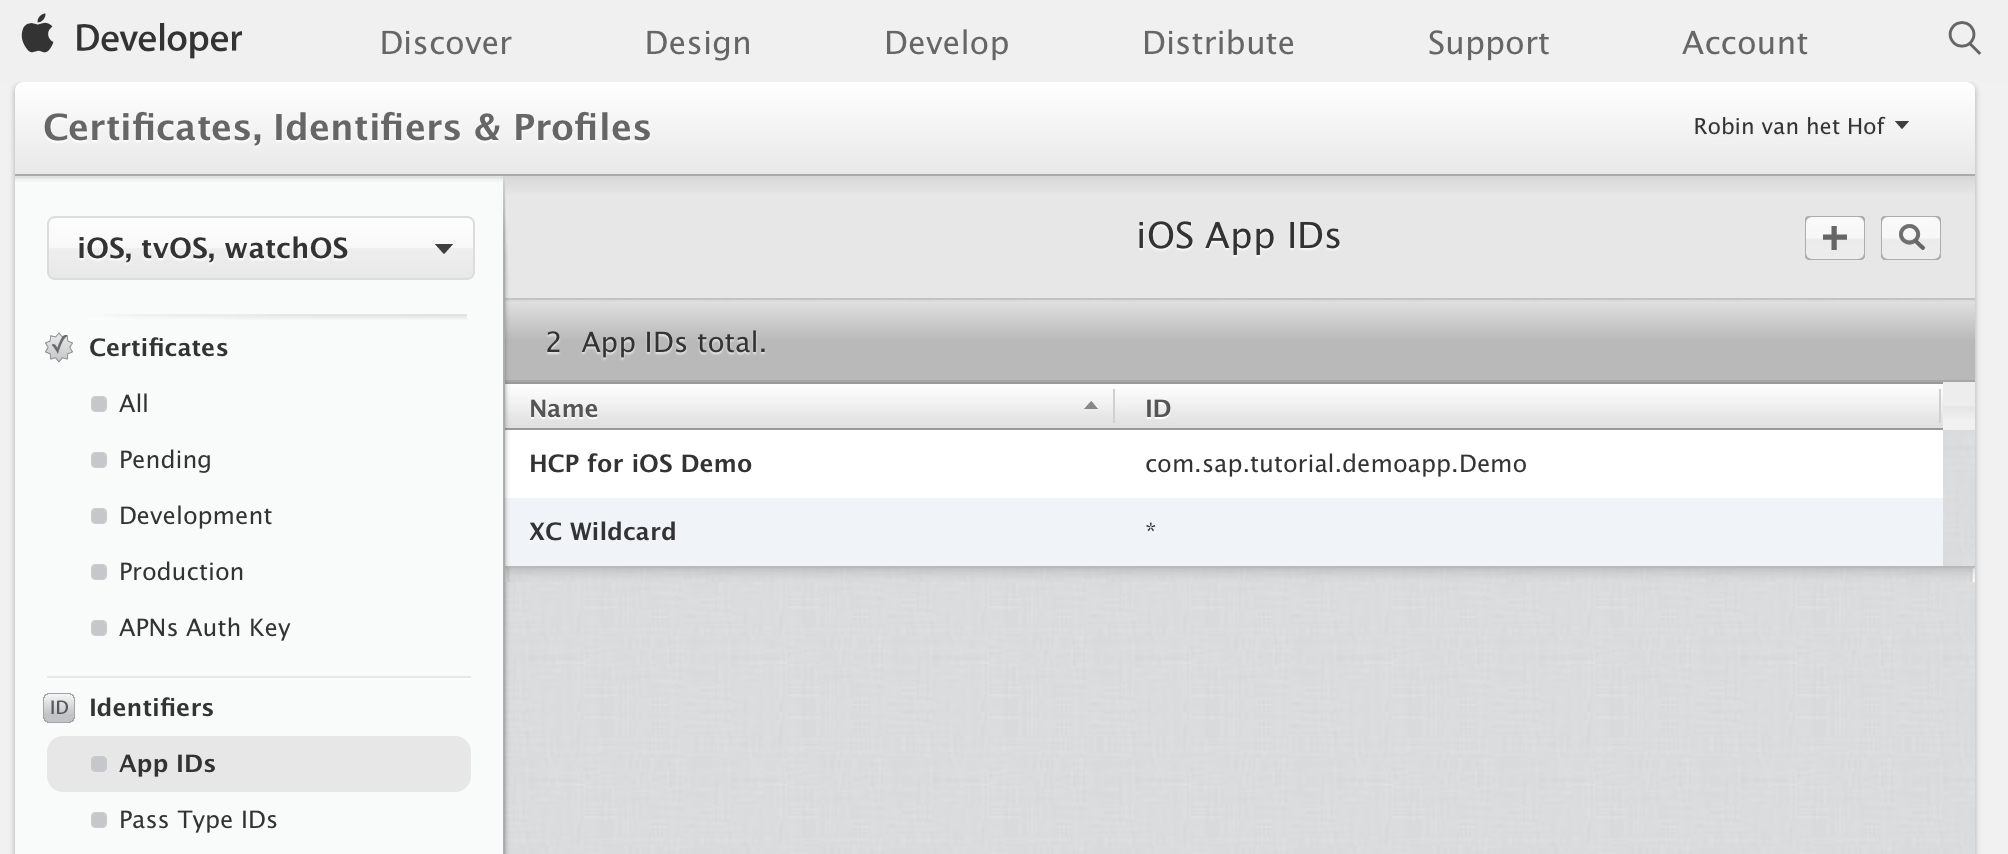 Developer Discover Design Develop Distribute Support Account
Certificates, Identifiers & Profiles
Robin van het Hof
iOS, tvOS, watchOS
Certificates
All
Pending
Development
Production
APNs Auth Key
ID Identifiers
App IDs
Pass Type IDs
iOS App IDs
2 App IDs total.
Name ID
HCP for iOS Demo com.sap.tutorial.demoapp.Demo
XC Wildcard *